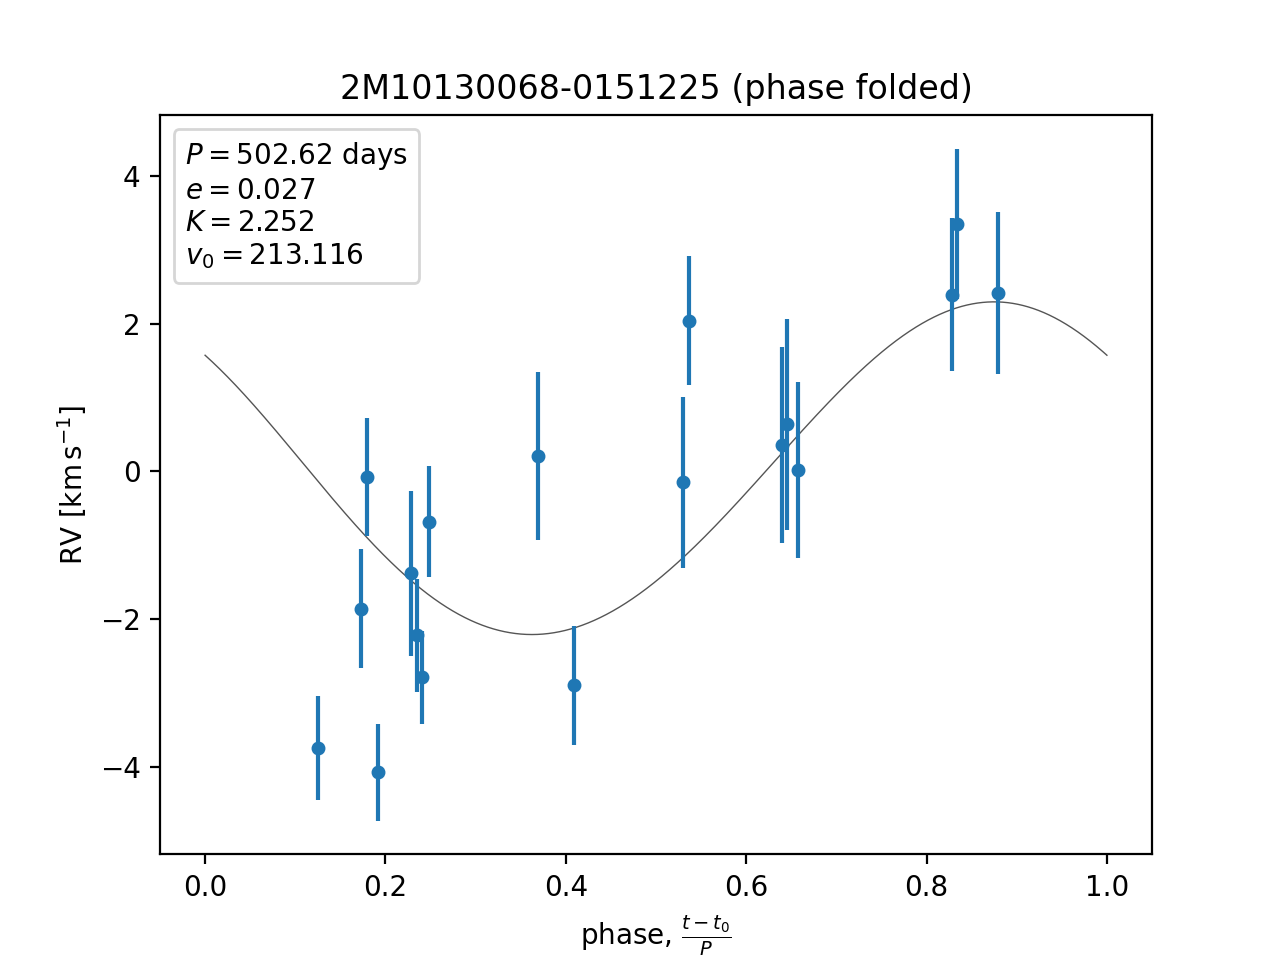 2M10130068-0151225 (phase folded)
P = 502.62 days
e = 0.027
K = 2.252
v₀ = 213.116
4
2
0
−2
−4
RV [km s⁻¹]
0.0 0.2 0.4 0.6 0.8 1.0
phase, (t − t₀)/P